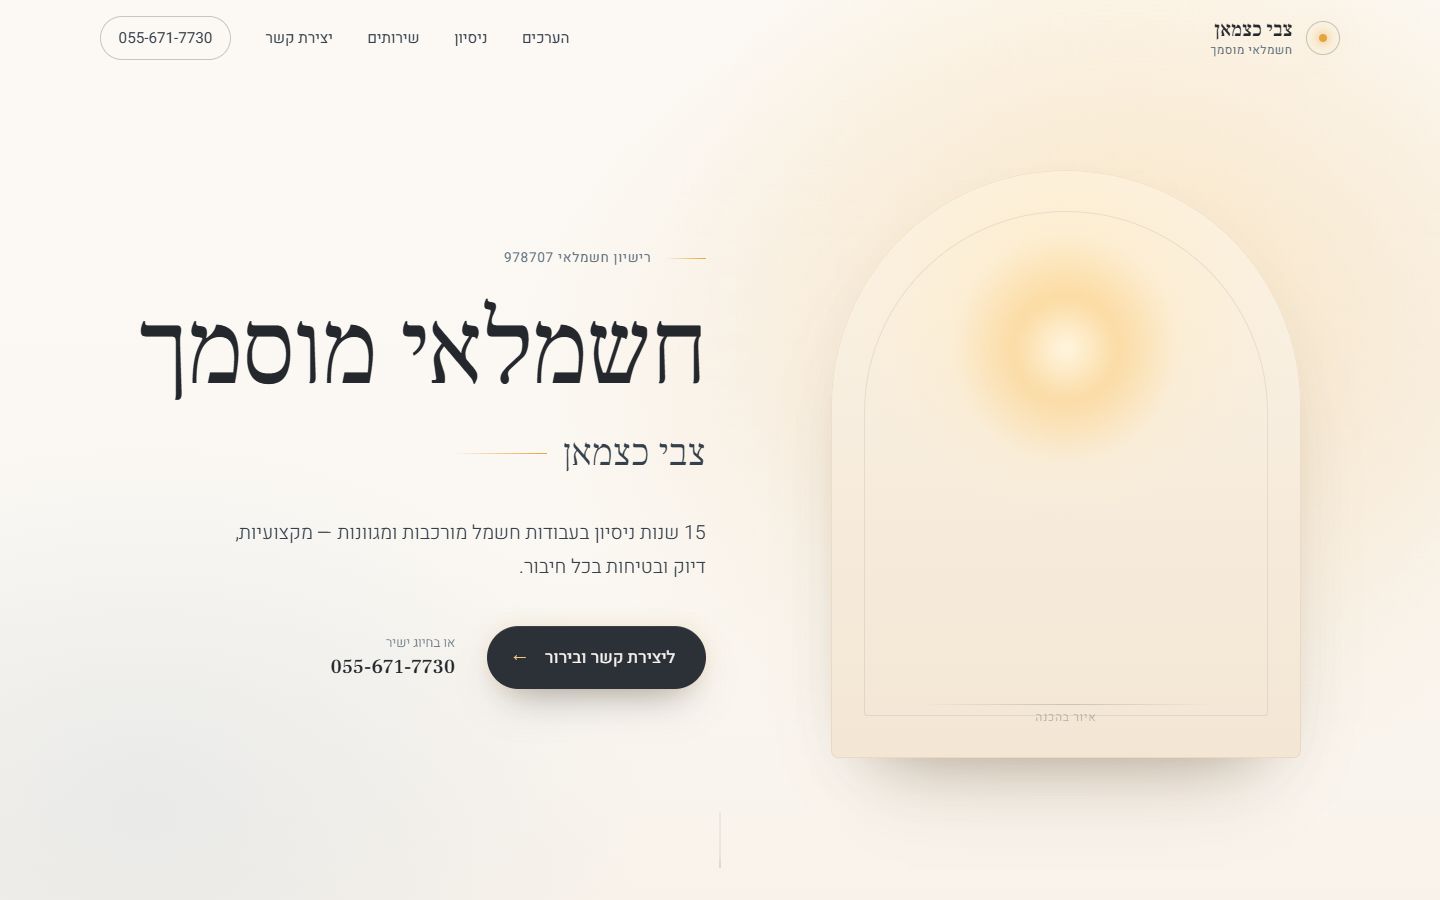 צבי כצמאן
חשמלאי מוסמך
הערכים
ניסיון
שירותים
יצירת קשר
055-671-7730
רישיון חשמלאי 978707
חשמלאי מוסמך
צבי כצמאן
15 שנות ניסיון בעבודות חשמל מורכבות ומגוונות – מקצועיות,
דיוק ובטיחות בכל חיבור.
ליצירת קשר ובירור ←
או בחיוג ישיר
055-671-7730
איור בהכנה